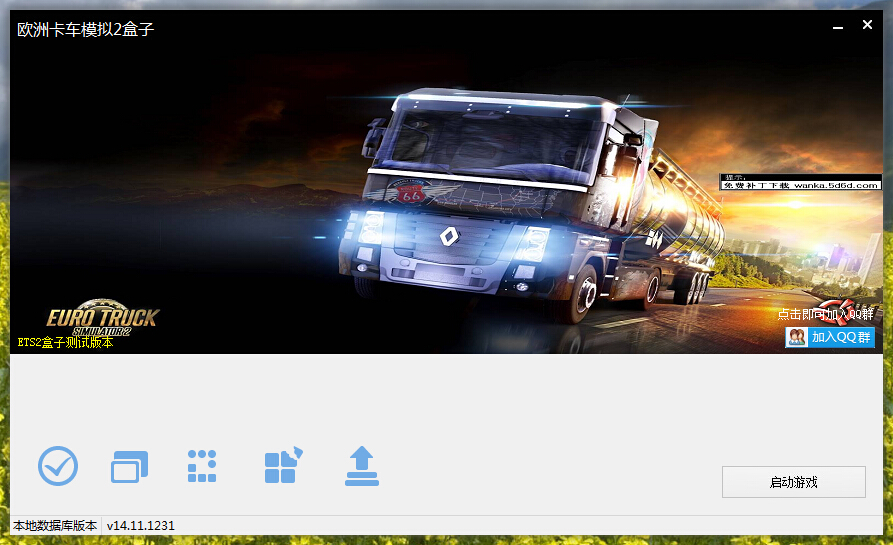 欧洲卡车模拟2盒子
66
提示,
免费补丁下载 wanka.5d6d.com
EURO TRUCK
SIMULATOR 2
ETS2盒子测试版本
点击即可加入QQ群
加入QQ群
启动游戏
本地数据库版本 v14.11.1231